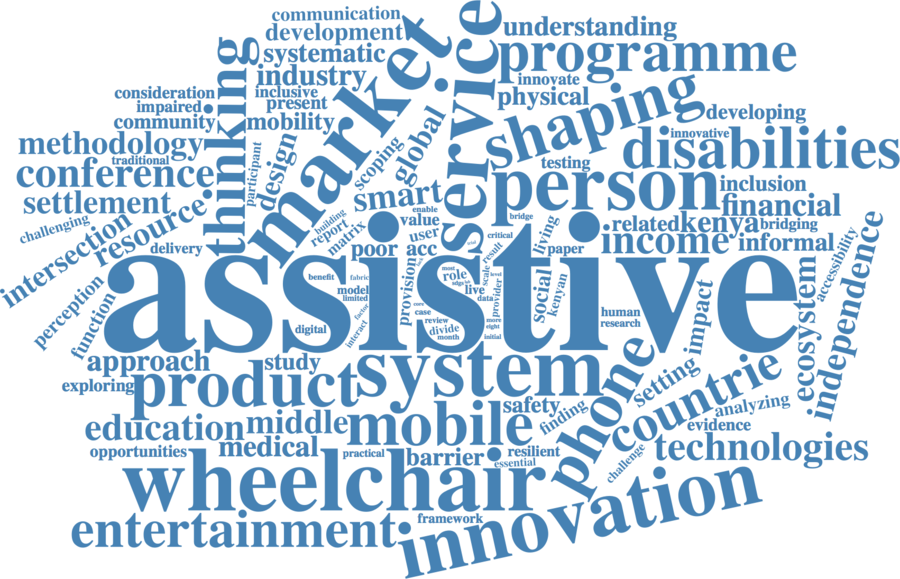 communication
development
understanding
systematic
programme
market
service
thinking
industry
innovate
consideration
inclusive
physical
impaired
present
shaping
community
mobility
global
developing
methodology
innovative
disabilities
traditional
participant
design
scoping
testing
conference
person
inclusion
smart
settlement
resource
financial
enable
building
value
bridge
challenging
report
user
related
kenya
bridging
intersection
matrix
critical
living
income
informal
delivery
poor
acc
result
paper
independence
accessibility
assistive
provision
most
role
scale
level
social
kenyan
ecosystem
benefit
fabric
adgs
live
provider
model
data
limited
perception
function
core
factor
case
human
impact
digital
interact
review
more
research
divide
eight
month
initial
approach
study
system
phone
setting
exploring
product
countrie
education
middle
mobile
safety
finding
analyzing
evidence
opportunities
medical
practical
barrier
resilient
technologies
essential
challenge
wheelchair
entertainment
framework
innovation